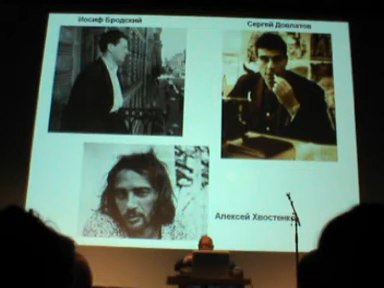 Иосиф Бродский
Сергей Довлатов
Алексей Хвостенко